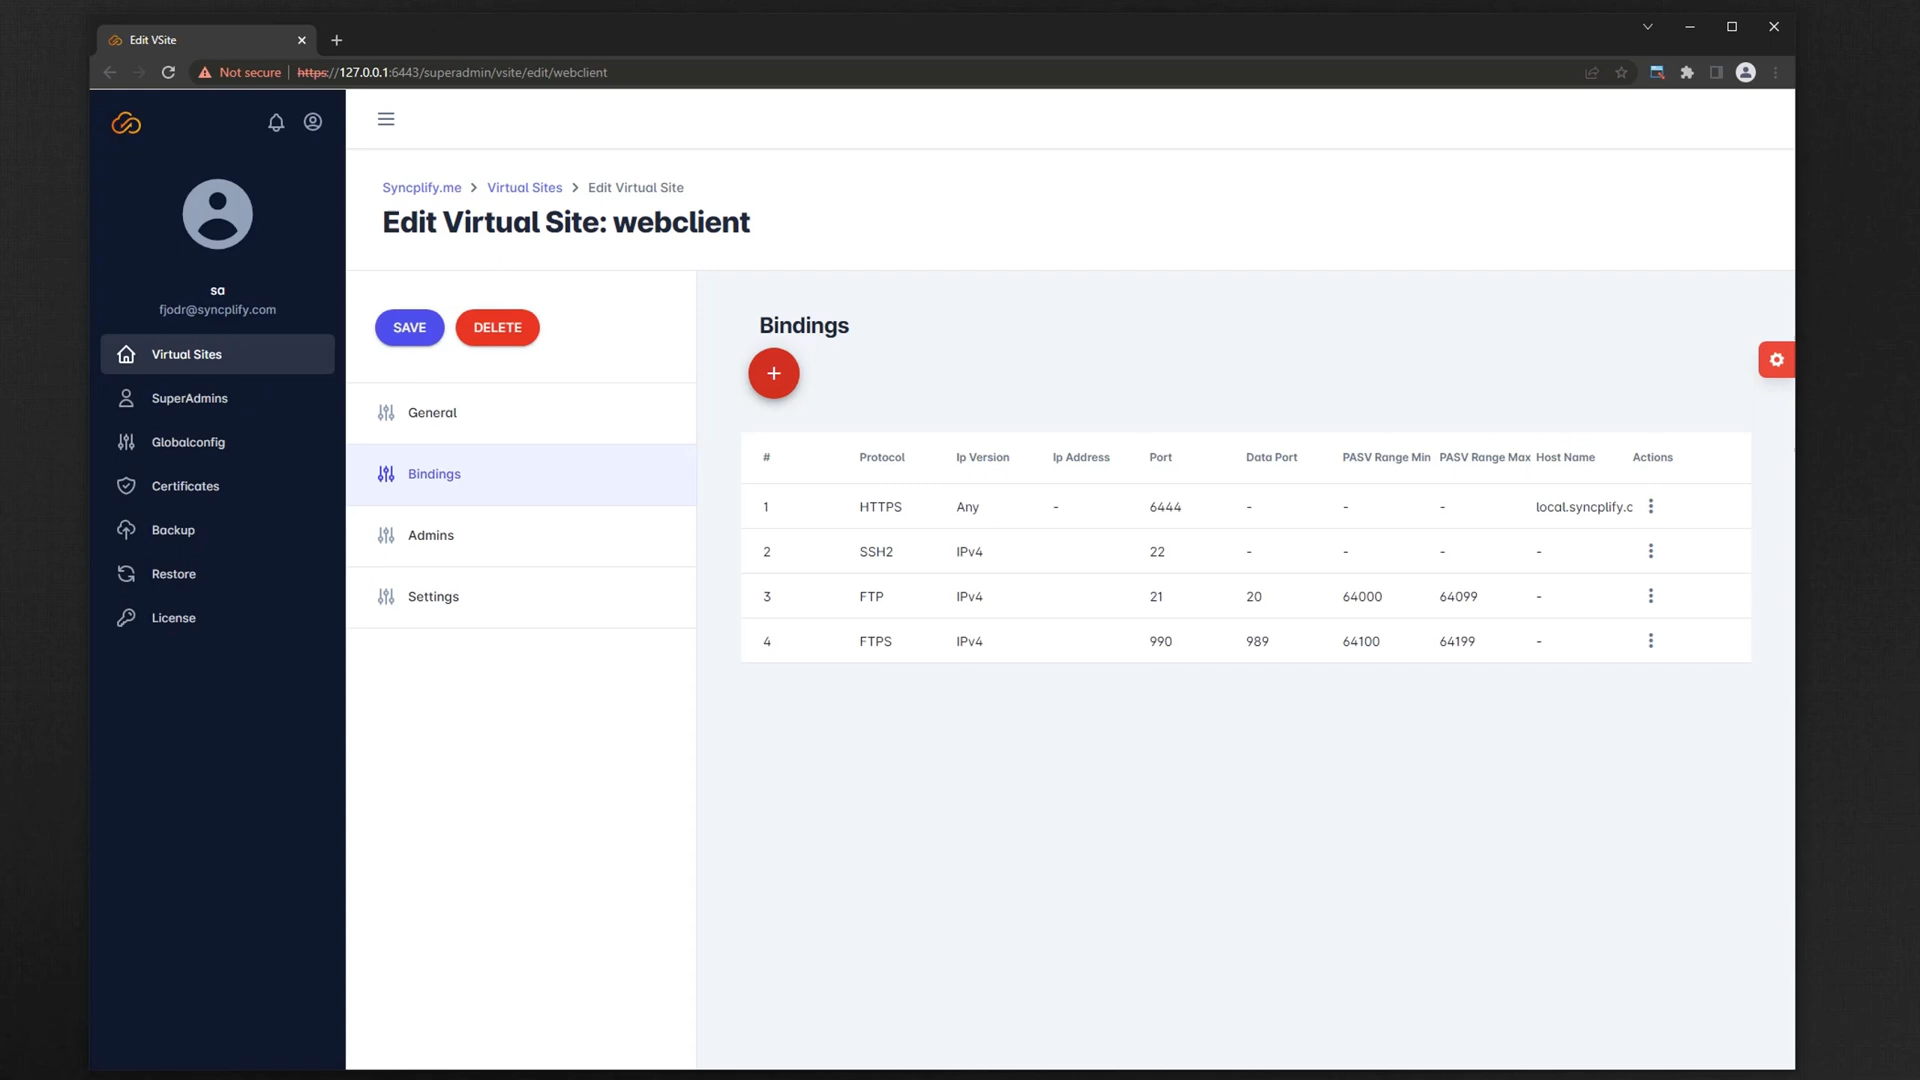 Edit VSite
Not secure https://127.0.0.1:6443/superadmin/vsite/edit/webclient
sa
fjodr@syncplify.com
Virtual Sites
SuperAdmins
Globalconfig
Certificates
Backup
Restore
License
Syncplify.me > Virtual Sites > Edit Virtual Site
Edit Virtual Site: webclient
SAVE DELETE
General
Bindings
Admins
Settings
Bindings
+
# Protocol Ip Version Ip Address Port Data Port PASV Range Min PASV Range Max Host Name Actions
1 HTTPS Any - 6444 - - - local.syncplify.c
2 SSH2 IPv4 22 - - - -
3 FTP IPv4 21 20 64000 64099 -
4 FTPS IPv4 990 989 64100 64199 -